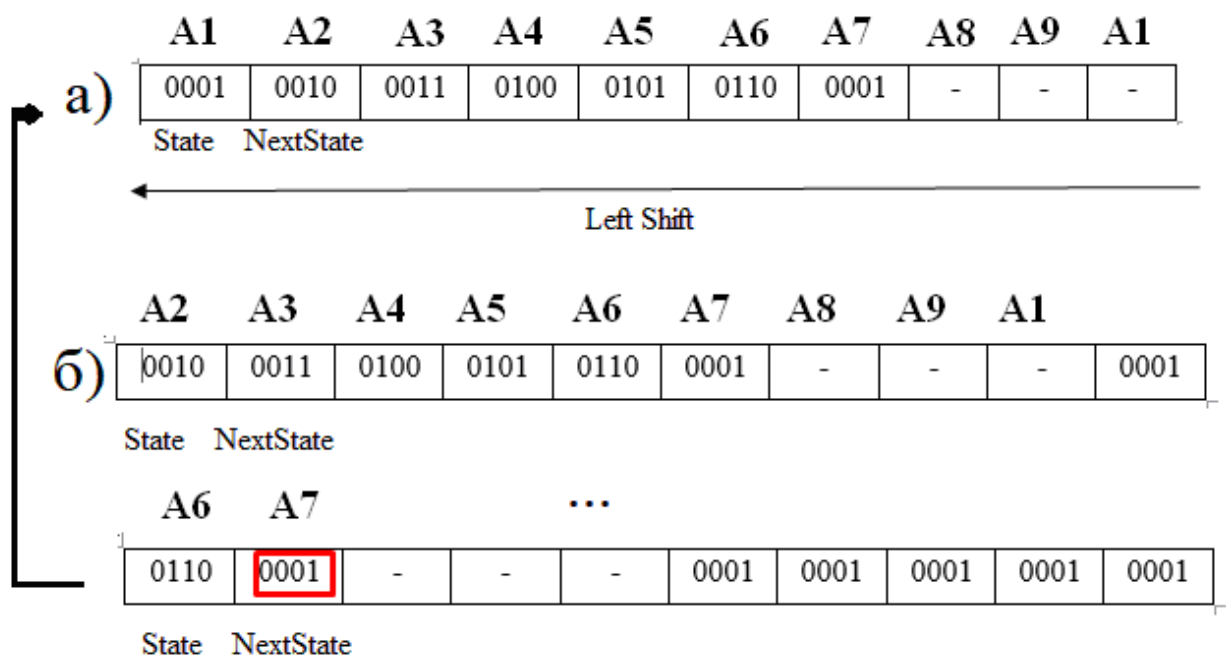 A1 A2 A3 A4 A5 A6 A7 A8 A9 A1
а) 0001 0010 0011 0100 0101 0110 0001 - - -
State NextState
Left Shift
A2 A3 A4 A5 A6 A7 A8 A9 A1
б) 0010 0011 0100 0101 0110 0001 - - - 0001
State NextState
A6 A7 ...
0110 0001 - - - 0001 0001 0001 0001 0001
State NextState